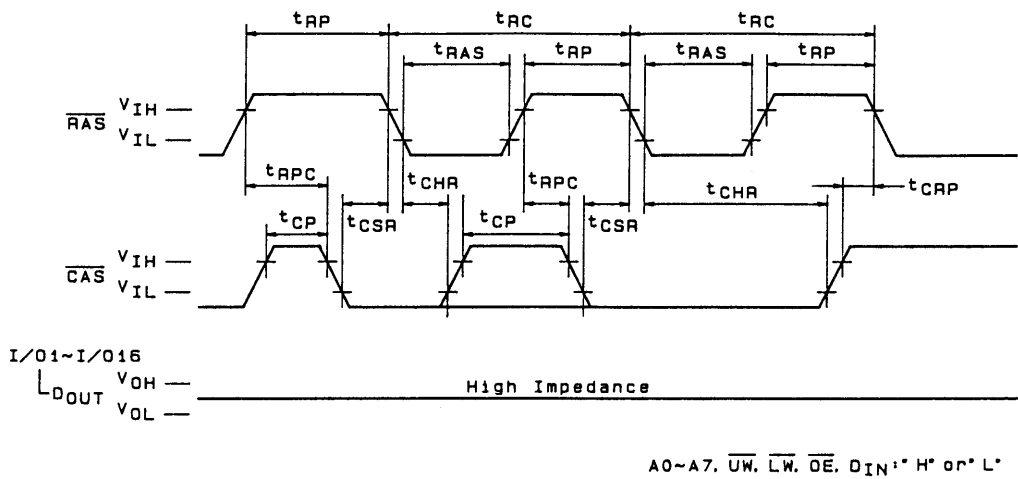 tRP tRC tRC
tRAS tRP tRAS tRP
RAS VIH
VIL
tRPC tCHR tRPC tCHR tCRP
tCP tCSR tCP tCSR
CAS VIH
VIL
I/O1~I/O16
DOUT VOH
VOL
High Impedance
A0~A7, UW, LW, OE, DIN:"H" or "L"